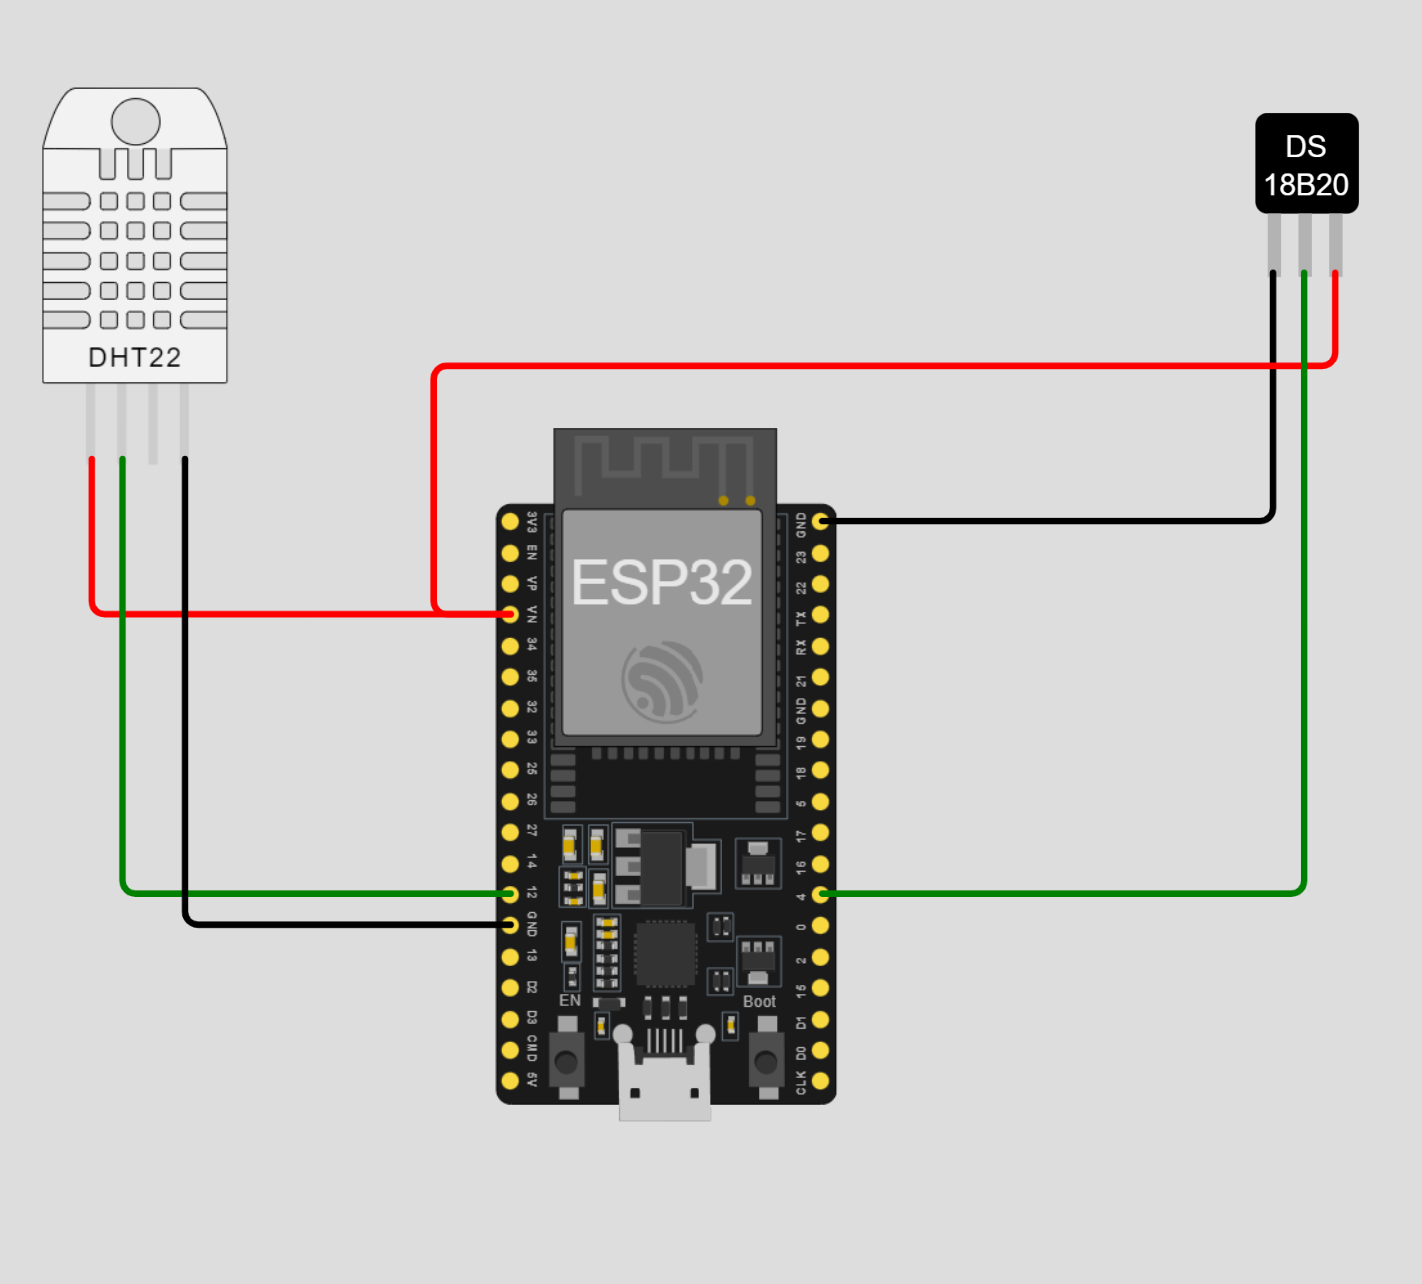 DS
18B20
DHT22
ESP32
3V3
EN
VP
VN
34
35
32
33
25
26
27
14
12
GND
13
D2
D3
CMD
5V
GND
23
22
TX
RX
21
GND
19
18
5
17
16
4
0
2
15
D1
D0
CLK
EN
Boot